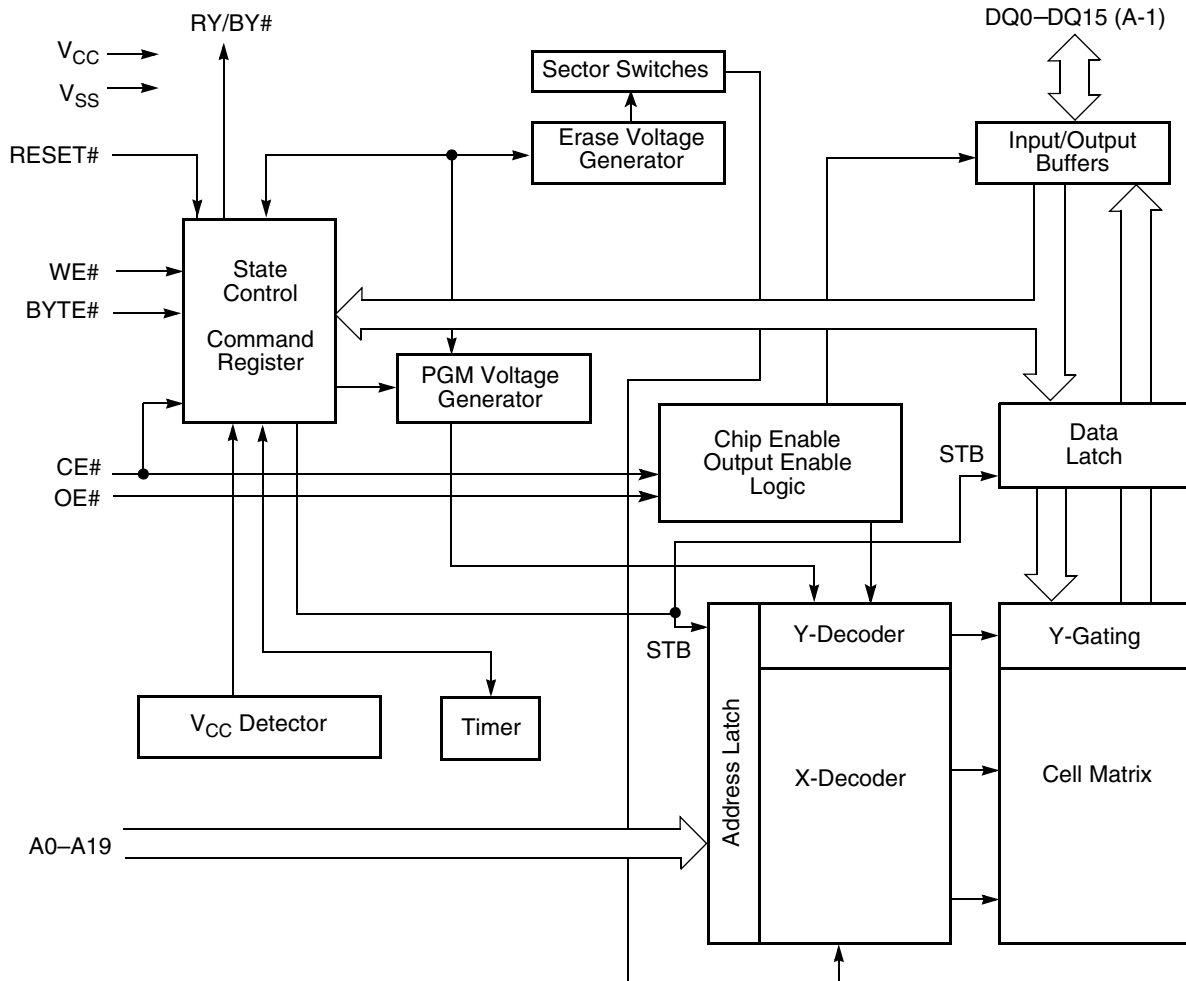 RY/BY#
DQ0–DQ15 (A-1)
VCC
VSS
Sector Switches
Erase Voltage
Generator
Input/Output
Buffers
RESET#
WE#
BYTE#
State
Control
Command
Register
PGM Voltage
Generator
Chip Enable
Output Enable
Logic
STB
Data
Latch
CE#
OE#
STB
Y-Decoder
Y-Gating
VCC Detector
Timer
Address Latch
X-Decoder
Cell Matrix
A0–A19